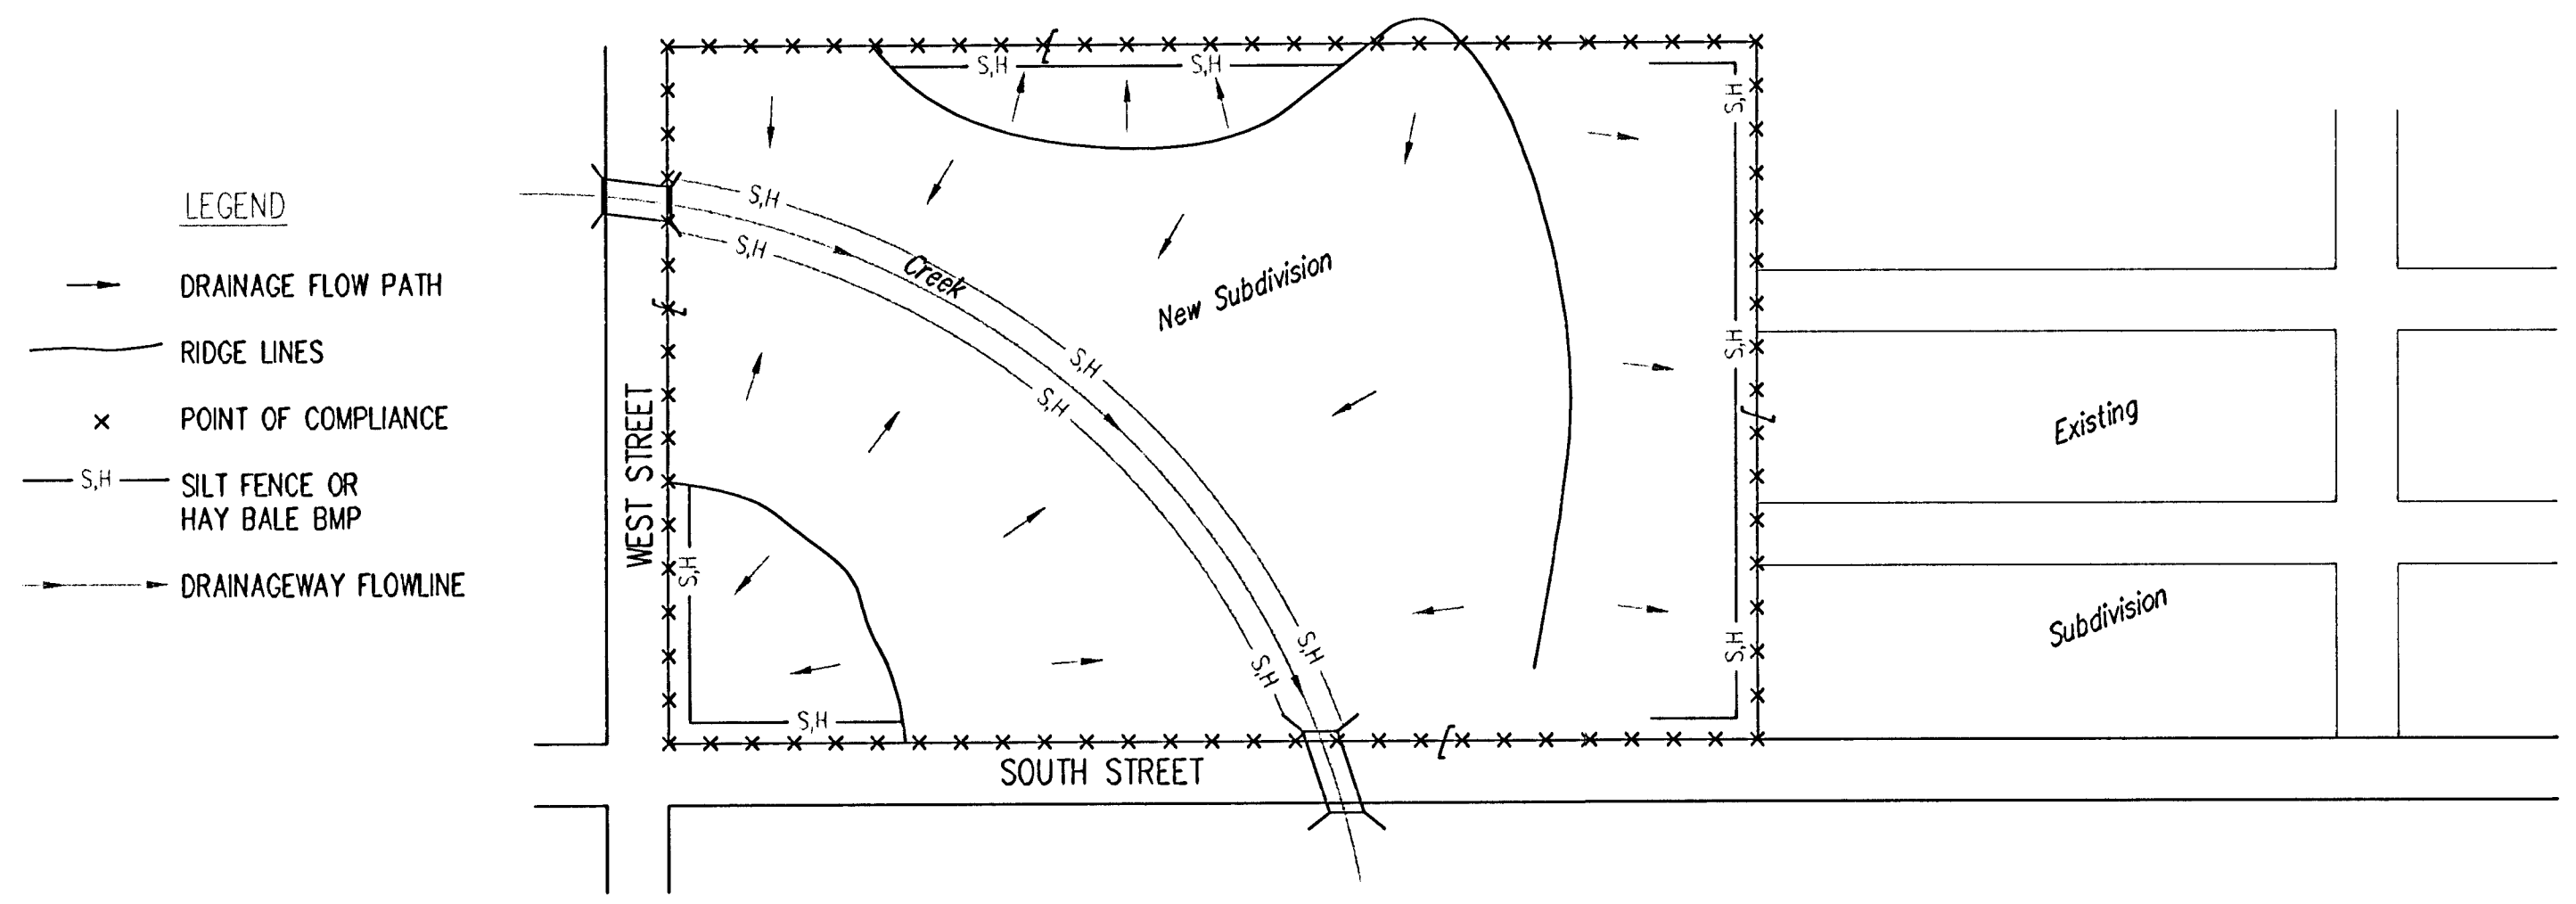 LEGEND
DRAINAGE FLOW PATH
RIDGE LINES
POINT OF COMPLIANCE
S,H
SILT FENCE OR
HAY BALE BMP
DRAINAGEWAY FLOWLINE
S,H
S,H
S,H
S,H
S,H
Creek
New Subdivision
S,H
S,H
S,H
WEST STREET
Existing
S,H
S,H
S,H
S,H
S,H
Subdivision
S,H
SOUTH STREET